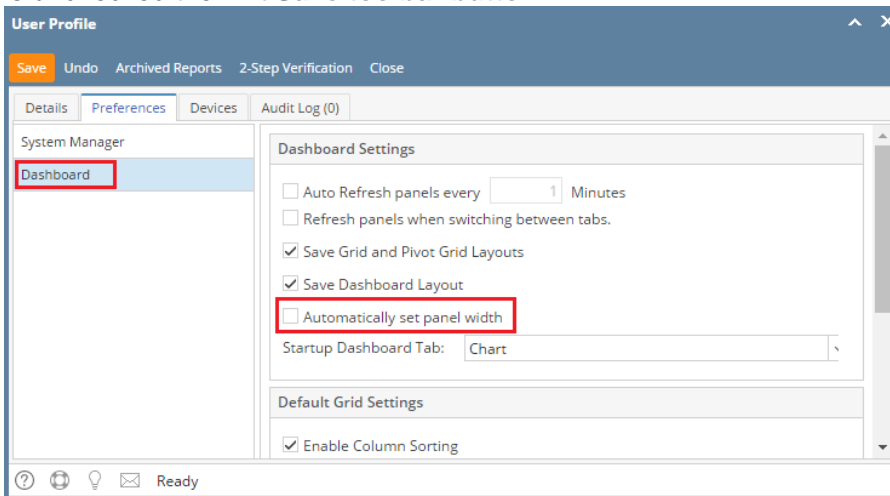 User Profile
Save Undo Archived Reports 2-Step Verification Close
Details Preferences Devices Audit Log (0)
System Manager
Dashboard
Dashboard Settings
Auto Refresh panels every 1 Minutes
Refresh panels when switching between tabs.
Save Grid and Pivot Grid Layouts
Save Dashboard Layout
Automatically set panel width
Startup Dashboard Tab: Chart
Default Grid Settings
Enable Column Sorting
Ready